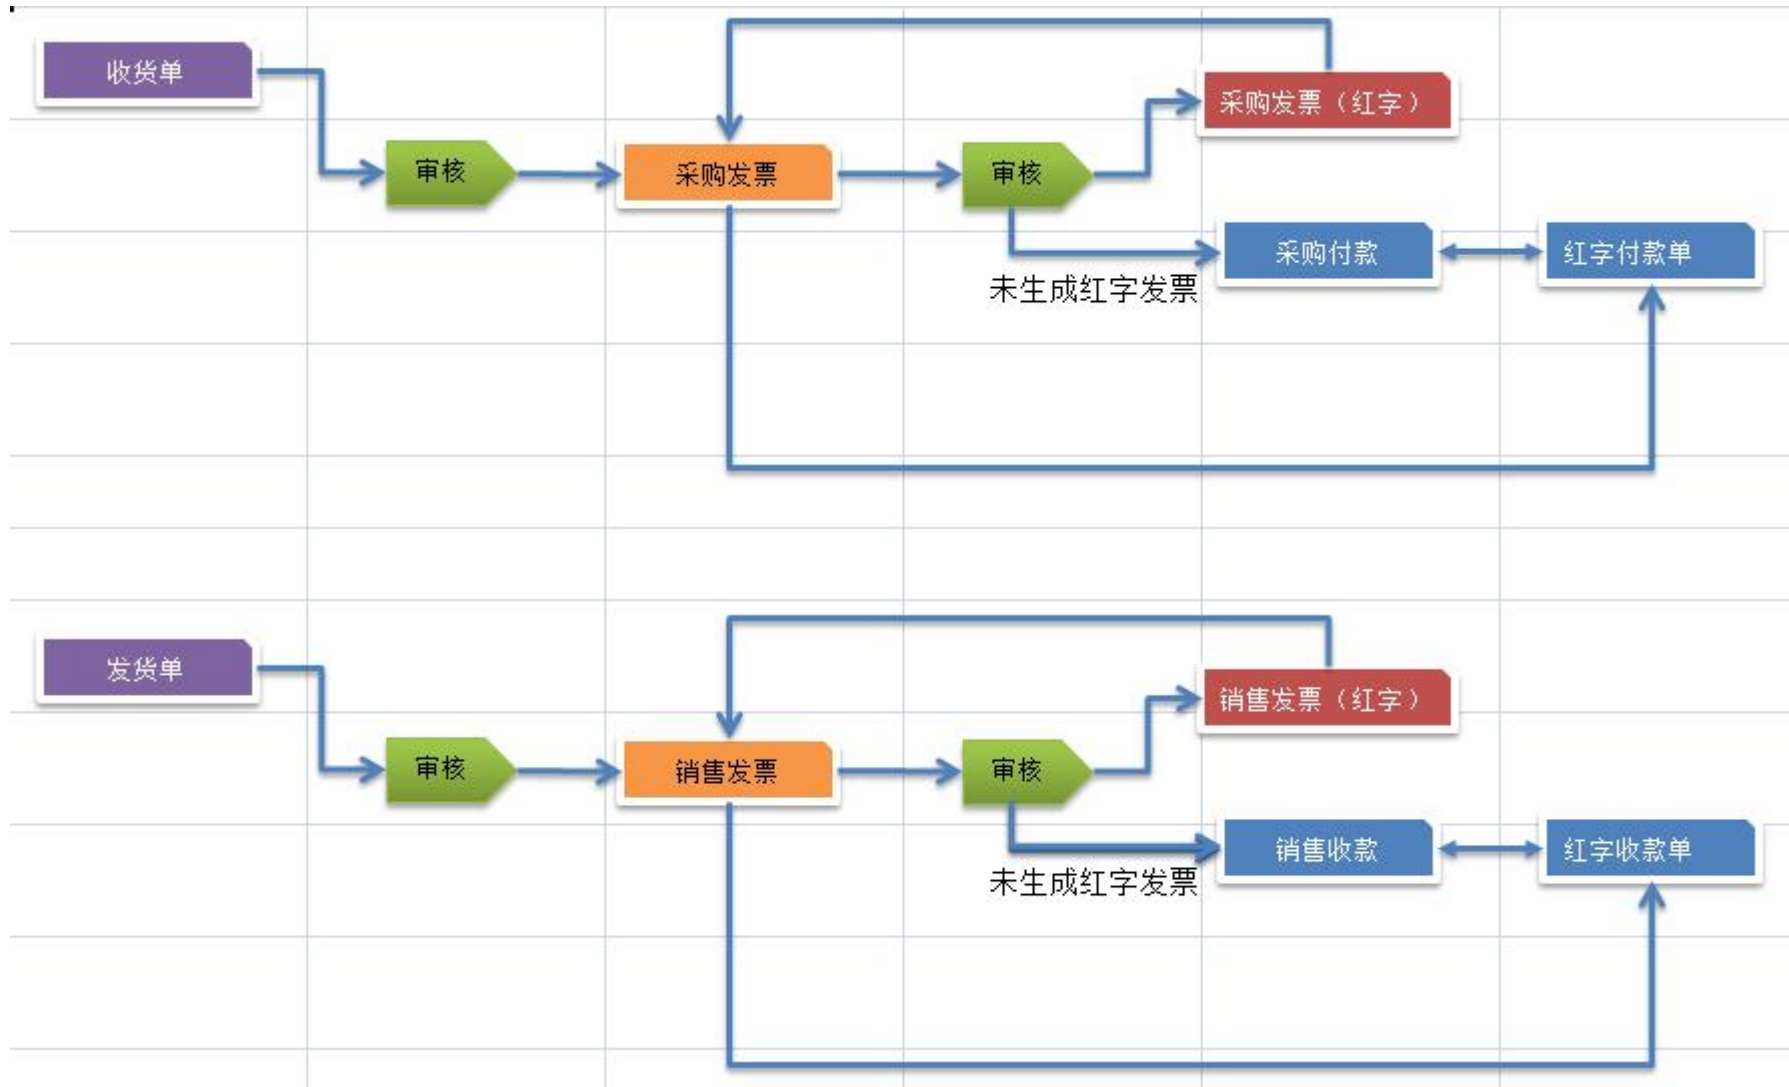 收货单
采购发票（红字）
审核
采购发票
审核
采购付款
红字付款单
未生成红字发票
发货单
销售发票（红字）
审核
销售发票
审核
销售收款
红字收款单
未生成红字发票